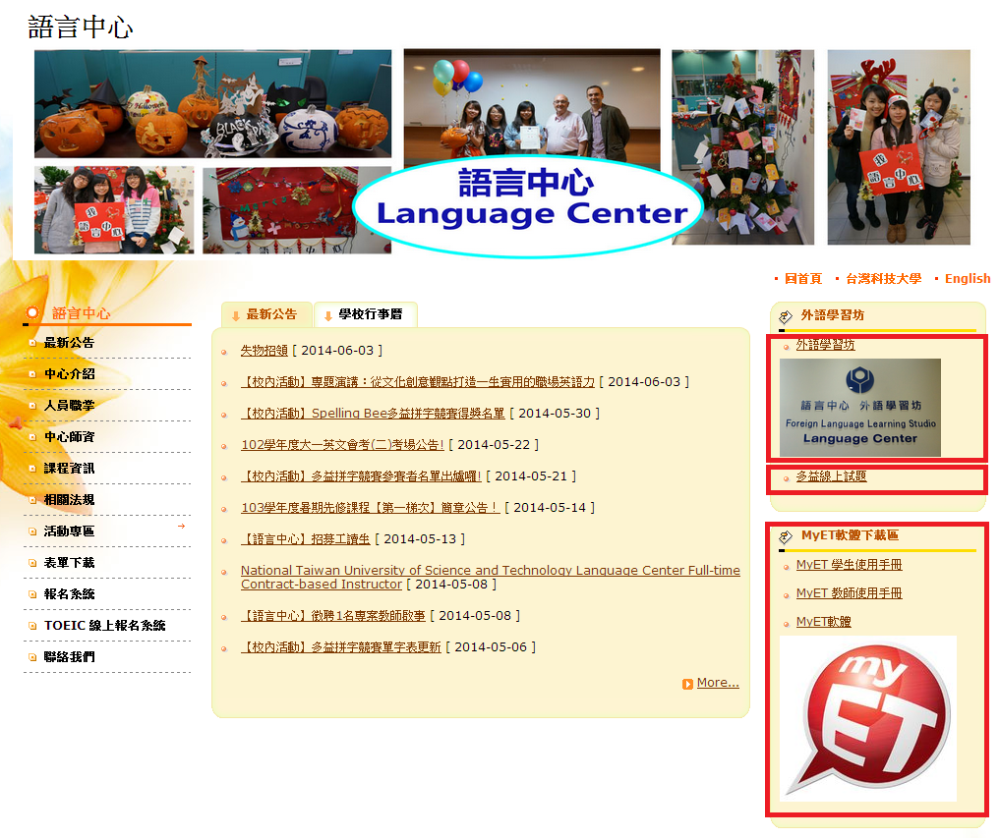 語言中心
語言中心
Language Center
我
語言中心
我
語言中心
回首頁
台灣科技大學
English
語言中心
最新公告
中心介紹
人員職掌
中心師資
課程資訊
相關法規
活動專區
表單下載
報名系統
TOEIC 線上報名系統
聯絡我們
最新公告
學校行事曆
失物招領 [ 2014-06-03 ]
【校內活動】專題演講：從文化創意觀點打造一生實用的職場英語力 [ 2014-06-03 ]
【校內活動】Spelling Bee多益拼字競賽得獎名單 [ 2014-05-30 ]
102學年度大一英文會考(二)考場公告! [ 2014-05-22 ]
【校內活動】多益拼字競賽參賽者名單出爐囉! [ 2014-05-21 ]
103學年度暑期先修課程【第一梯次】簡章公告！ [ 2014-05-14 ]
【語言中心】招募工讀生 [ 2014-05-13 ]
National Taiwan University of Science and Technology Language Center Full-time
Contract-based Instructor [ 2014-05-08 ]
【語言中心】徵聘1名專案教師啟事 [ 2014-05-08 ]
【校內活動】多益拼字競賽單字表更新 [ 2014-05-06 ]
More...
外語學習坊
外語學習坊
語言中心 外語學習坊
Foreign Language Learning Studio
Language Center
多益線上試題
MyET軟體下載區
MyET 學生使用手冊
MyET 教師使用手冊
MyET軟體
my
ET